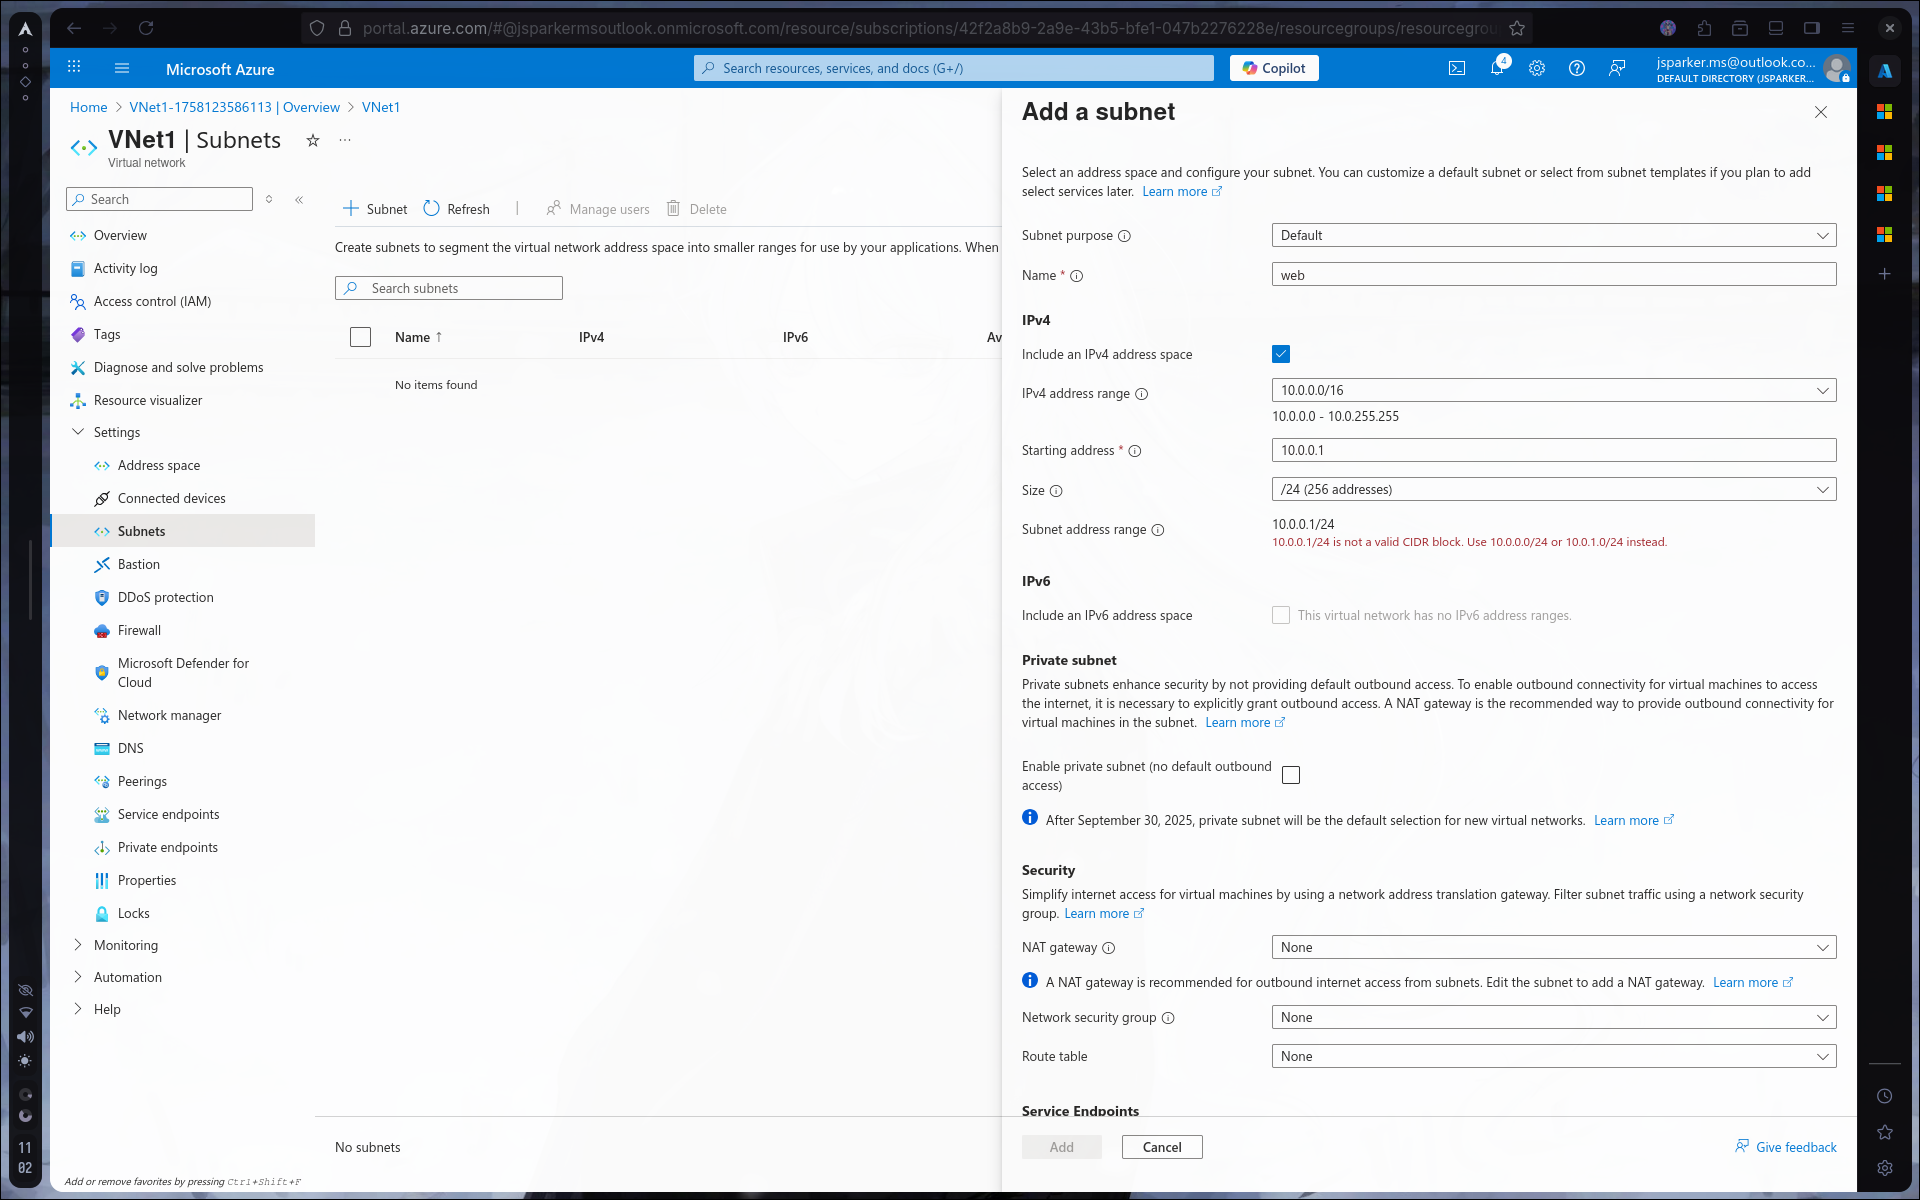 portal.azure.com/#@jsparkermsoutlook.onmicrosoft.com/resource/subscriptions/42f2a8b9-2a9e-43b5-bfe1-047b2276228e/resourcegroups/resourcegrou
Microsoft Azure
Search resources, services, and docs (G+/)
Copilot
4
jsparker.ms@outlook.co...
DEFAULT DIRECTORY (JSPARKER...
Home > VNet1-1758123586113 | Overview > VNet1
VNet1 | Subnets
Virtual network
Search
Overview
Activity log
Access control (IAM)
Tags
Diagnose and solve problems
Resource visualizer
Settings
Address space
Connected devices
Subnets
Bastion
DDoS protection
Firewall
Microsoft Defender for
Cloud
Network manager
DNS
Peerings
Service endpoints
Private endpoints
Properties
Locks
Monitoring
Automation
Help
Add or remove favorites by pressing Ctrl+Shift+F
Subnet
Refresh
Manage users
Delete
Create subnets to segment the virtual network address space into smaller ranges for use by your applications. When
Search subnets
Name ↑ IPv4 IPv6 Av
No items found
No subnets
Add a subnet
Select an address space and configure your subnet. You can customize a default subnet or select from subnet templates if you plan to add
select services later. Learn more
Subnet purpose Default
Name * web
IPv4
Include an IPv4 address space
IPv4 address range 10.0.0.0/16
10.0.0.0 - 10.0.255.255
Starting address * 10.0.0.1
Size /24 (256 addresses)
Subnet address range 10.0.0.1/24
10.0.0.1/24 is not a valid CIDR block. Use 10.0.0.0/24 or 10.0.1.0/24 instead.
IPv6
Include an IPv6 address space This virtual network has no IPv6 address ranges.
Private subnet
Private subnets enhance security by not providing default outbound access. To enable outbound connectivity for virtual machines to access
the internet, it is necessary to explicitly grant outbound access. A NAT gateway is the recommended way to provide outbound connectivity for
virtual machines in the subnet. Learn more
Enable private subnet (no default outbound
access)
After September 30, 2025, private subnet will be the default selection for new virtual networks. Learn more
Security
Simplify internet access for virtual machines by using a network address translation gateway. Filter subnet traffic using a network security
group. Learn more
NAT gateway None
A NAT gateway is recommended for outbound internet access from subnets. Edit the subnet to add a NAT gateway. Learn more
Network security group None
Route table None
Service Endpoints
Add
Cancel
Give feedback
11
02